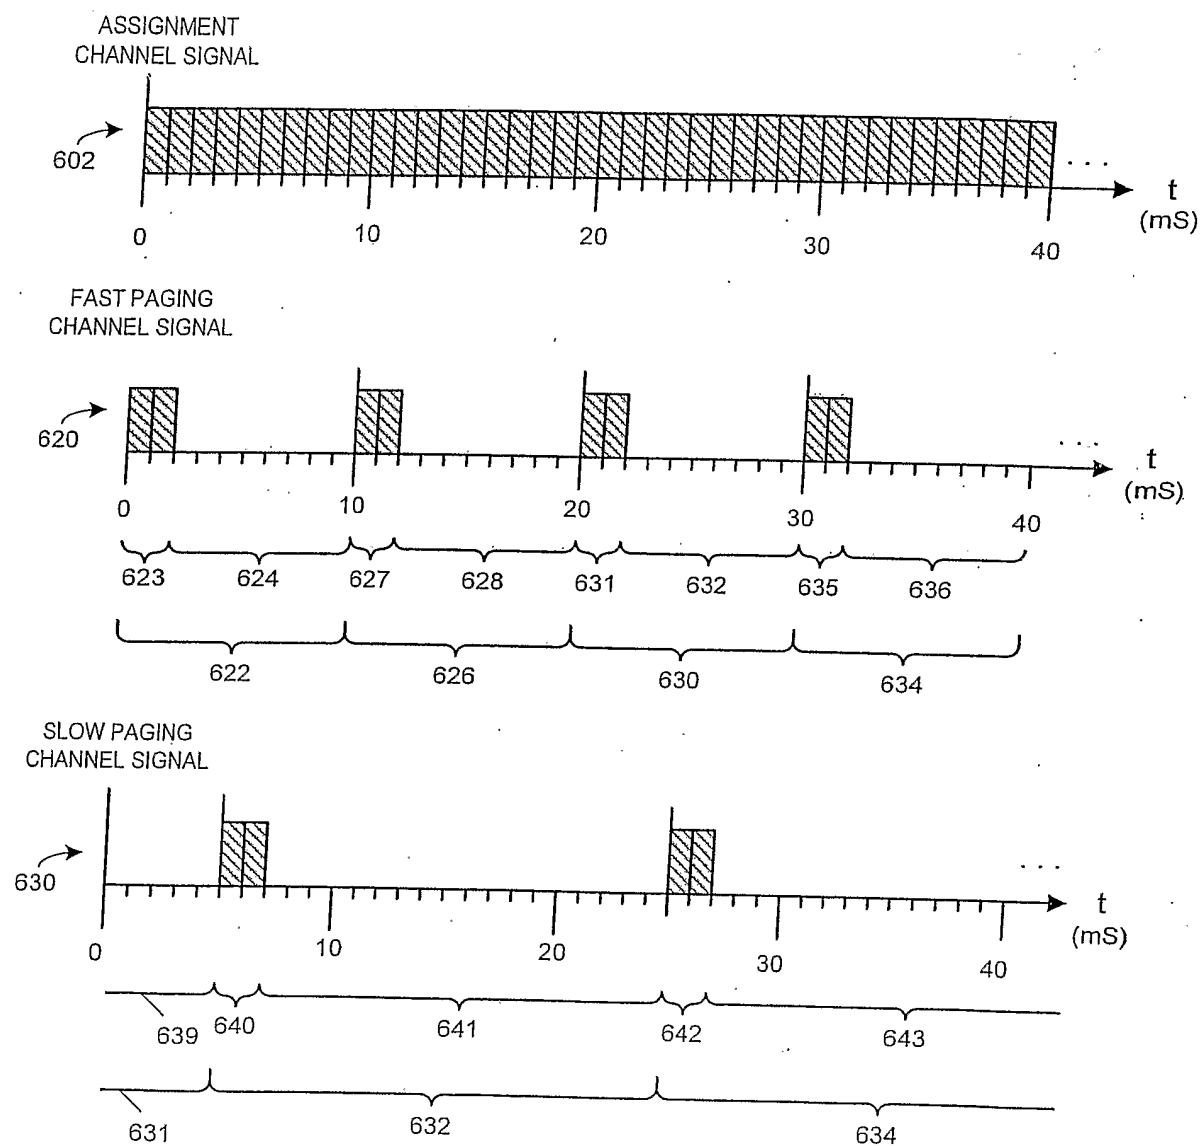 ASSIGNMENT
CHANNEL SIGNAL
602
0 10 20 30 40
t
(mS)
. . .
FAST PAGING
CHANNEL SIGNAL
620
0 10 20 30 40
t
(mS)
. . .
623 624 627 628 631 632 635 636
622 626 630 634
SLOW PAGING
CHANNEL SIGNAL
630
0 10 20 30 40
t
(mS)
. . .
639 640 641 642 643
631 632 634